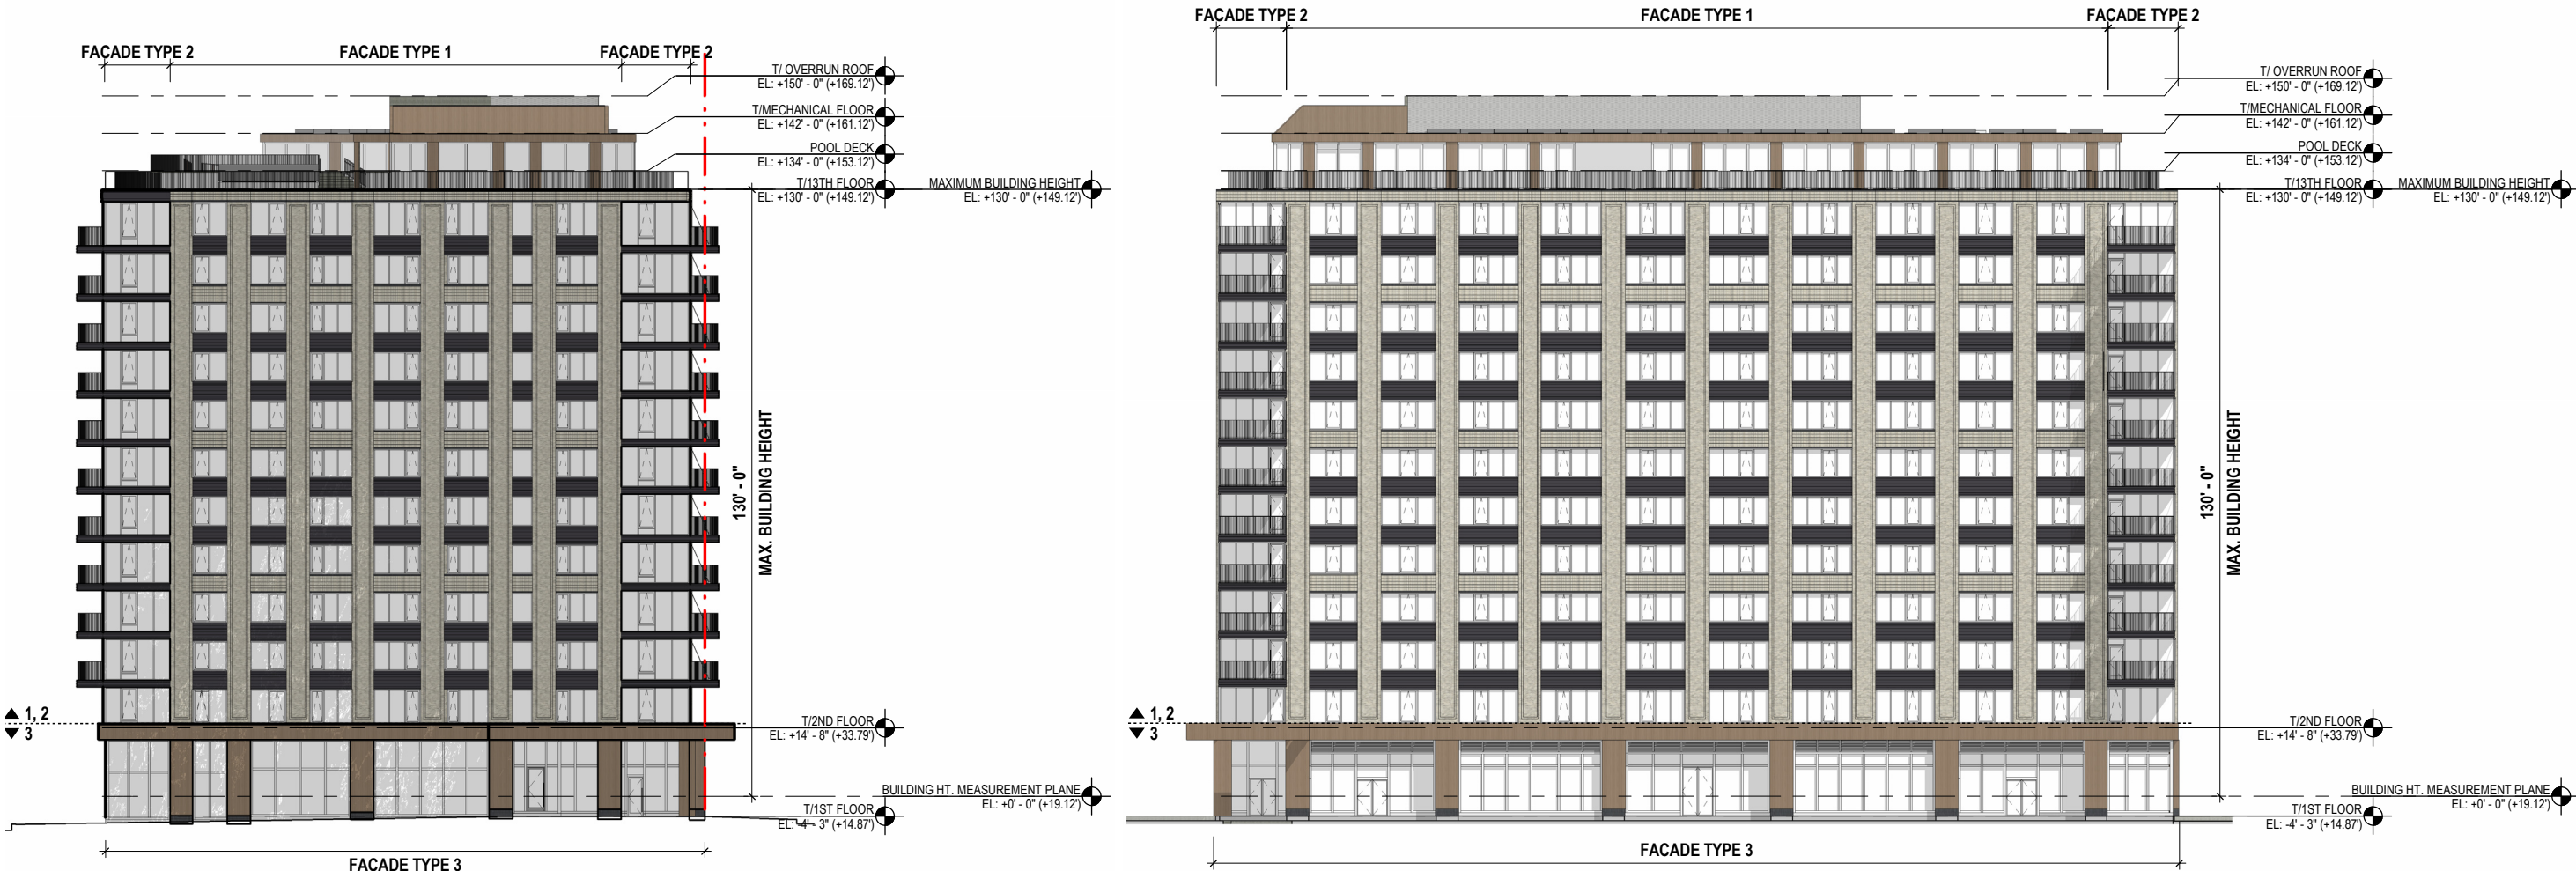 FACADE TYPE 2
FACADE TYPE 1
FACADE TYPE 2
T/ OVERRUN ROOF
EL: +150' - 0" (+169.12')
T/MECHANICAL FLOOR
EL: +142' - 0" (+161.12')
POOL DECK
EL: +134' - 0" (+153.12')
T/13TH FLOOR
EL: +130' - 0" (+149.12')
MAXIMUM BUILDING HEIGHT
EL: +130' - 0" (+149.12')
130' - 0"
MAX. BUILDING HEIGHT
▲ 1, 2
▼ 3
T/2ND FLOOR
EL: +14' - 8" (+33.79')
BUILDING HT. MEASUREMENT PLANE
EL: +0' - 0" (+19.12')
T/1ST FLOOR
EL: -4' - 3" (+14.87')
FACADE TYPE 3
FACADE TYPE 2
FACADE TYPE 1
FACADE TYPE 2
T/ OVERRUN ROOF
EL: +150' - 0" (+169.12')
T/MECHANICAL FLOOR
EL: +142' - 0" (+161.12')
POOL DECK
EL: +134' - 0" (+153.12')
T/13TH FLOOR
EL: +130' - 0" (+149.12')
MAXIMUM BUILDING HEIGHT
EL: +130' - 0" (+149.12')
130' - 0"
MAX. BUILDING HEIGHT
▲ 1, 2
▼ 3
T/2ND FLOOR
EL: +14' - 8" (+33.79')
BUILDING HT. MEASUREMENT PLANE
EL: +0' - 0" (+19.12')
T/1ST FLOOR
EL: -4' - 3" (+14.87')
FACADE TYPE 3